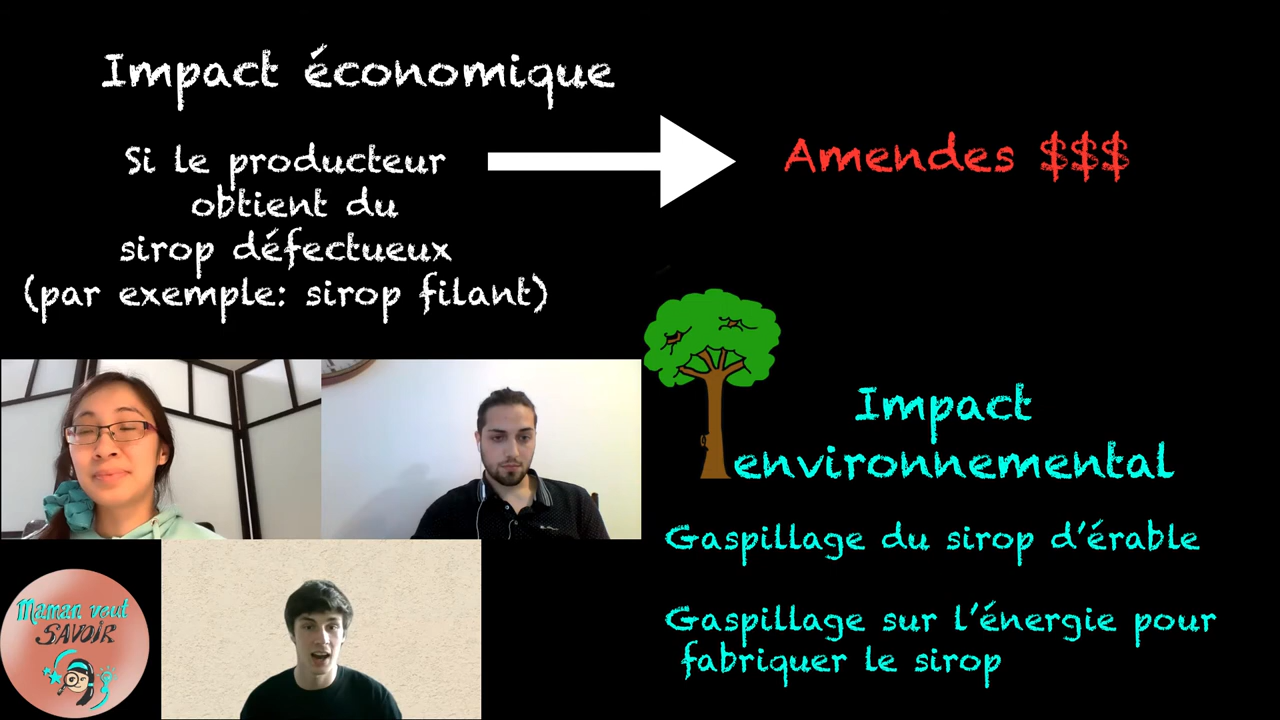 Impact économique
Si le producteur
obtient du
sirop défectueux
(par exemple: sirop filant)
Amendes $$$
Impact
environnemental
Gaspillage du sirop d'érable
Gaspillage sur l'énergie pour
fabriquer le sirop
Maman veut
SAVOIR